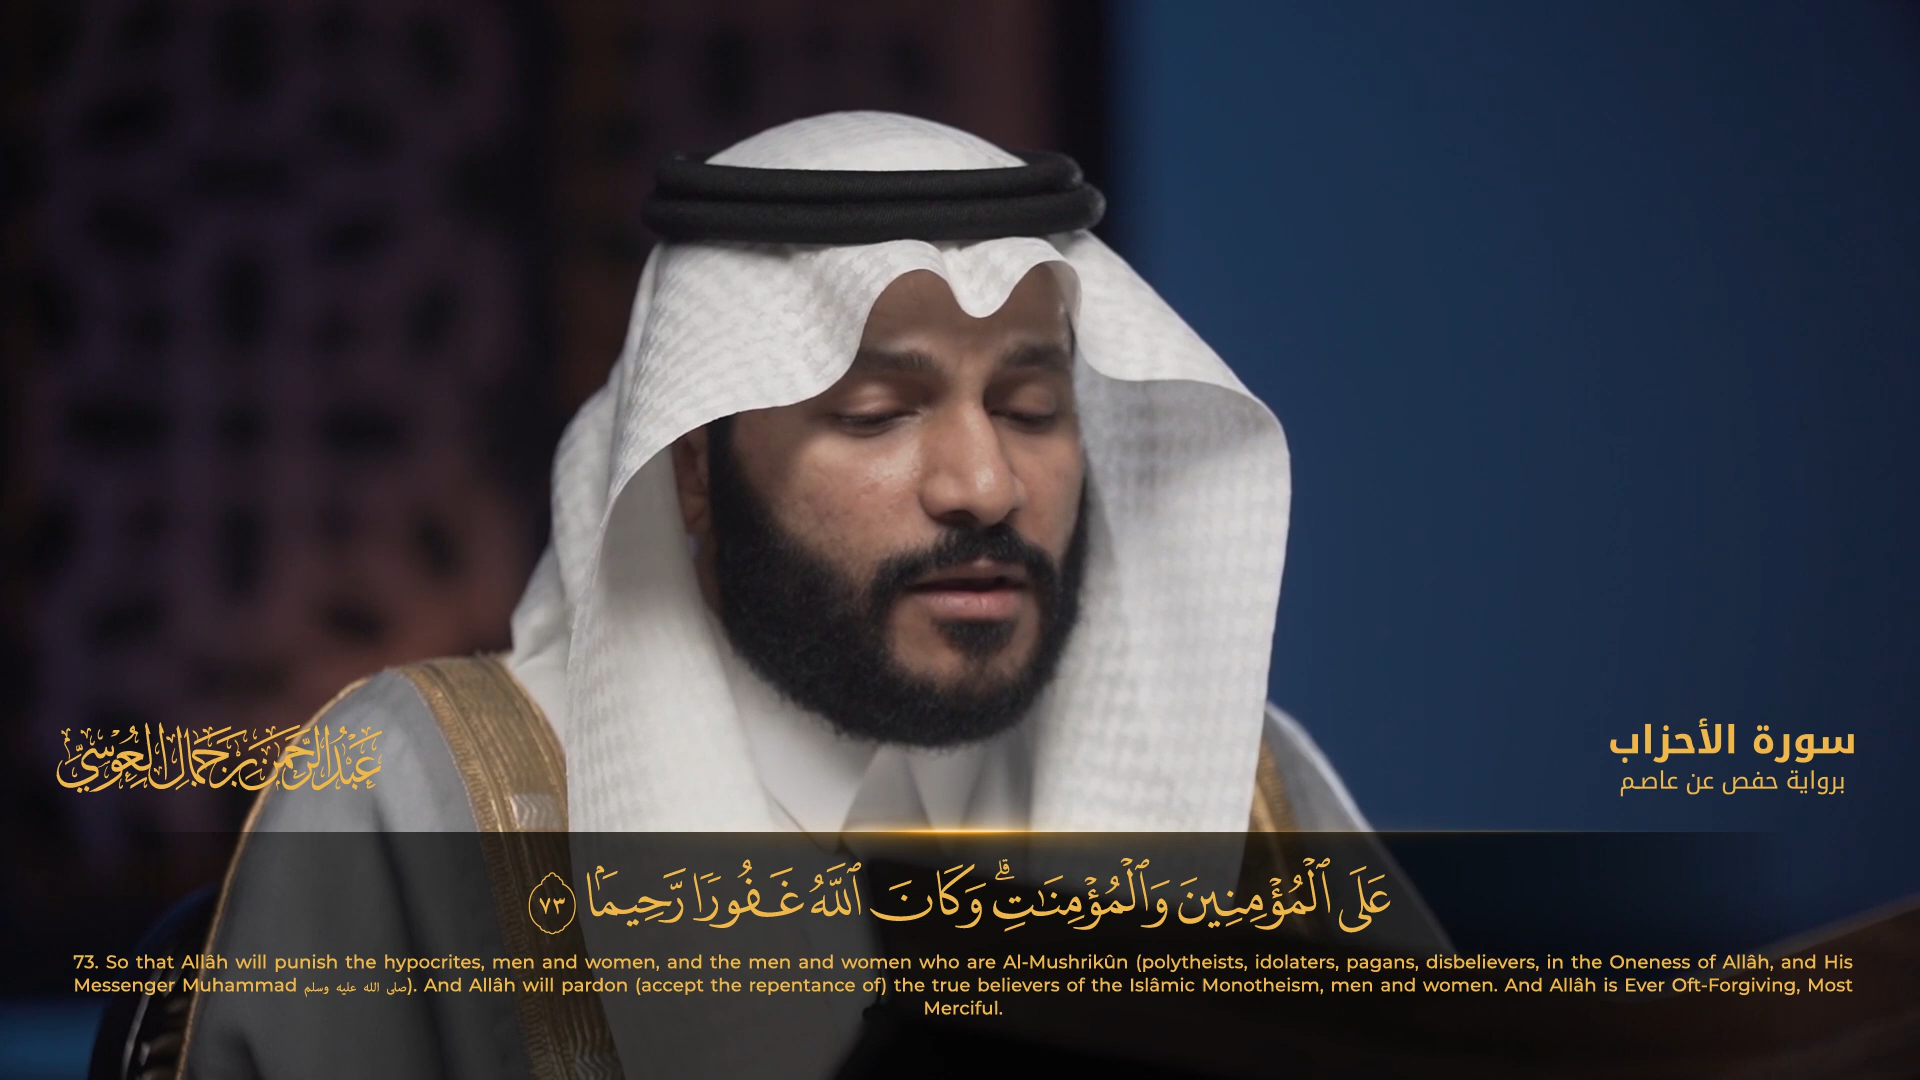 عَبْدُ الرَّحْمَنِ بْن جَمَال العُوسِيّ
سورة الأحزاب
برواية حفص عن عاصم
عَلَى ٱلْمُؤْمِنِينَ وَٱلْمُؤْمِنَـٰتِ ۗ وَكَانَ ٱللَّهُ غَفُورًا رَّحِيمًۢا ٧٣
73. So that Allâh will punish the hypocrites, men and women, and the men and women who are Al-Mushrikûn (polytheists, idolaters, pagans, disbelievers, in the Oneness of Allâh, and His
Messenger Muhammad صلى الله عليه وسلم). And Allâh will pardon (accept the repentance of) the true believers of the Islâmic Monotheism, men and women. And Allâh is Ever Oft-Forgiving, Most
Merciful.